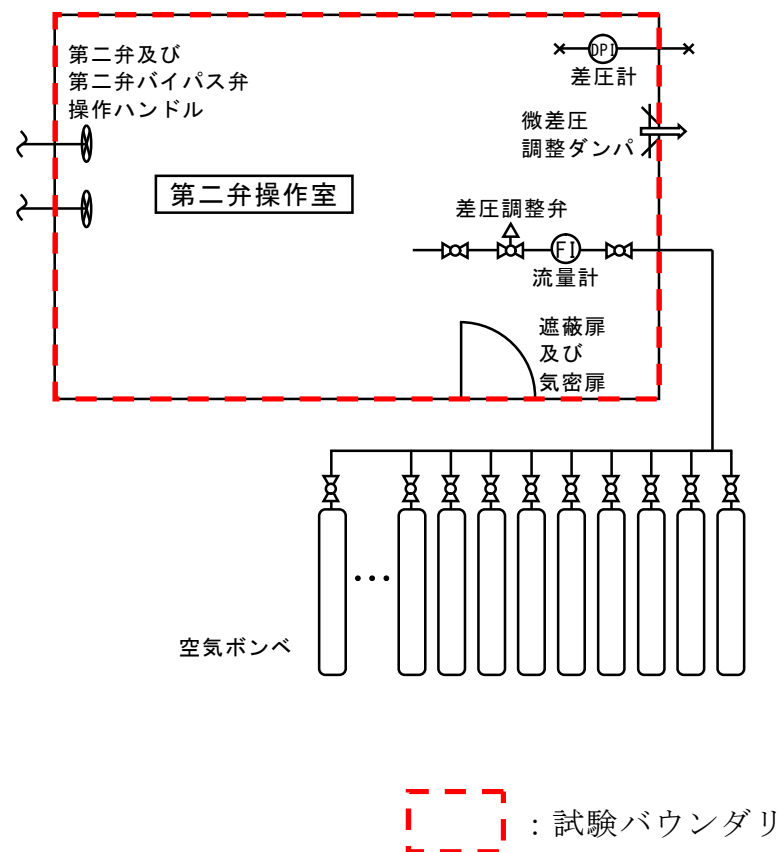 第二弁及び
第二弁バイパス弁
操作ハンドル
DPI
差圧計
微差圧
調整ダンパ
第二弁操作室
差圧調整弁
FI
流量計
遮蔽扉
及び
気密扉
...
空気ボンベ
：試験バウンダリ